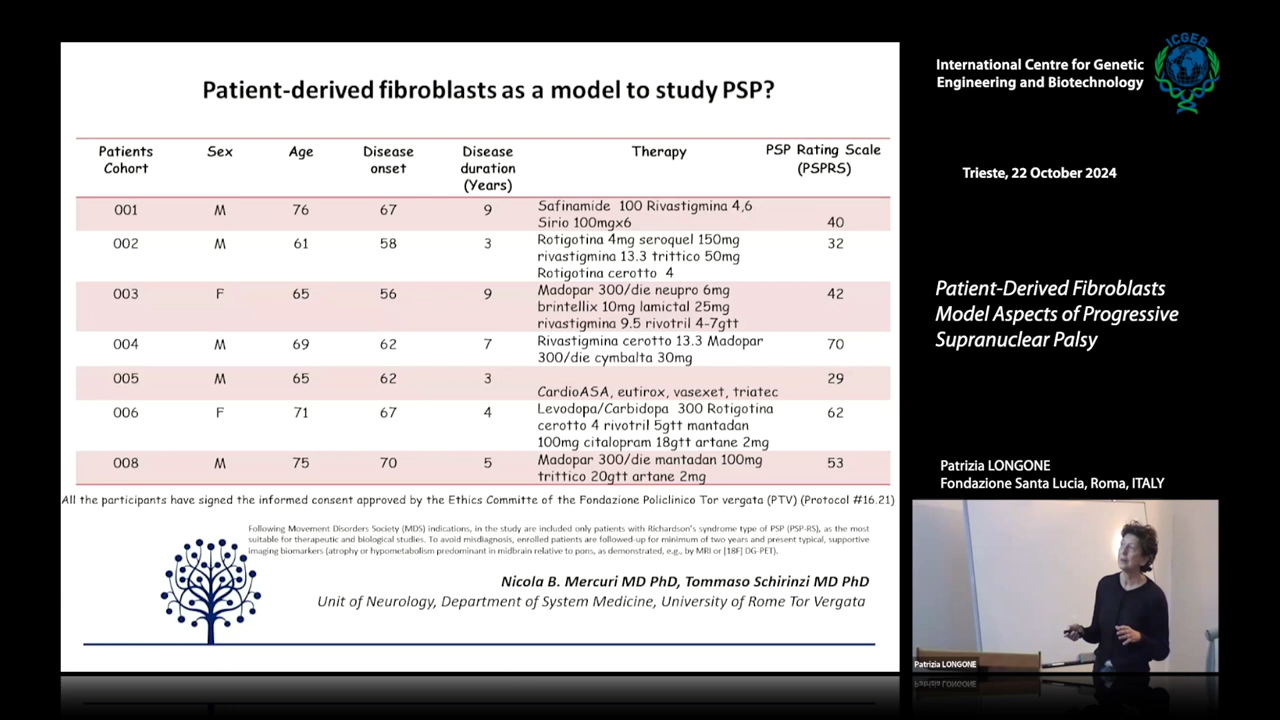 Patient-derived fibroblasts as a model to study PSP?
Patients Cohort Sex Age Disease onset Disease duration (Years) Therapy PSP Rating Scale (PSPRS)
001 M 76 67 9 Safinamide 100 Rivastigmina 4,6
Sirio 100mgx6 40
002 M 61 58 3 Rotigotina 4mg seroquel 150mg 32
rivastigmina 13.3 trittico 50mg
Rotigotina cerotto 4
003 F 65 56 9 Madopar 300/die neupro 6mg 42
brintellix 10mg lamictal 25mg
rivastigmina 9.5 rivotril 4-7gtt
004 M 69 62 7 Rivastigmina cerotto 13.3 Madopar 70
300/die cymbalta 30mg
005 M 65 62 3 29
CardioASA, eutirox, vasexet, triatec
006 F 71 67 4 Levodopa/Carbidopa 300 Rotigotina 62
cerotto 4 rivotril 5gtt mantadan
100mg citalopram 18gtt artane 2mg
008 M 75 70 5 Madopar 300/die mantadan 100mg 53
trittico 20gtt artane 2mg
All the participants have signed the informed consent approved by the Ethics Committe of the Fondazione Policlinico Tor vergata (PTV) (Protocol #16.21)
Following Movement Disorders Society (MDS) indications, in the study are included only patients with Richardson's syndrome type of PSP (PSP-RS), as the most
suitable for therapeutic and biological studies. To avoid misdiagnosis, enrolled patients are followed-up for minimum of two years and present typical, supportive
imaging biomarkers (atrophy or hypometabolism predominant in midbrain relative to pons, as demonstrated, e.g., by MRI or [18F] DG-PET).
Nicola B. Mercuri MD PhD, Tommaso Schirinzi MD PhD
Unit of Neurology, Department of System Medicine, University of Rome Tor Vergata
International Centre for Genetic
Engineering and Biotechnology
ICGEB
Trieste, 22 October 2024
Patient-Derived Fibroblasts
Model Aspects of Progressive
Supranuclear Palsy
Patrizia LONGONE
Fondazione Santa Lucia, Roma, ITALY
Patrizia LONGONE